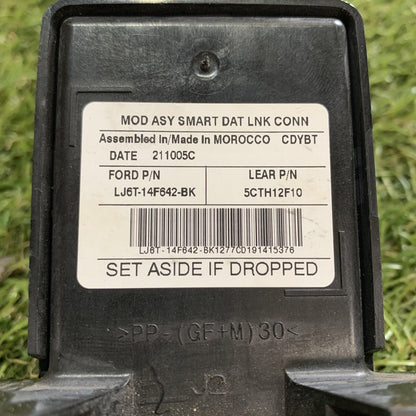 MOD ASY SMART DAT LNK CONN
Assembled In/Made In MOROCCO CDYBT
DATE 211005C
FORD P/N LEAR P/N
LJ6T-14F642-BK 5CTH12F10
LJ6T-14F642-BK1277CD191415376
SET ASIDE IF DROPPED
>PP-(GF+M)30<
2